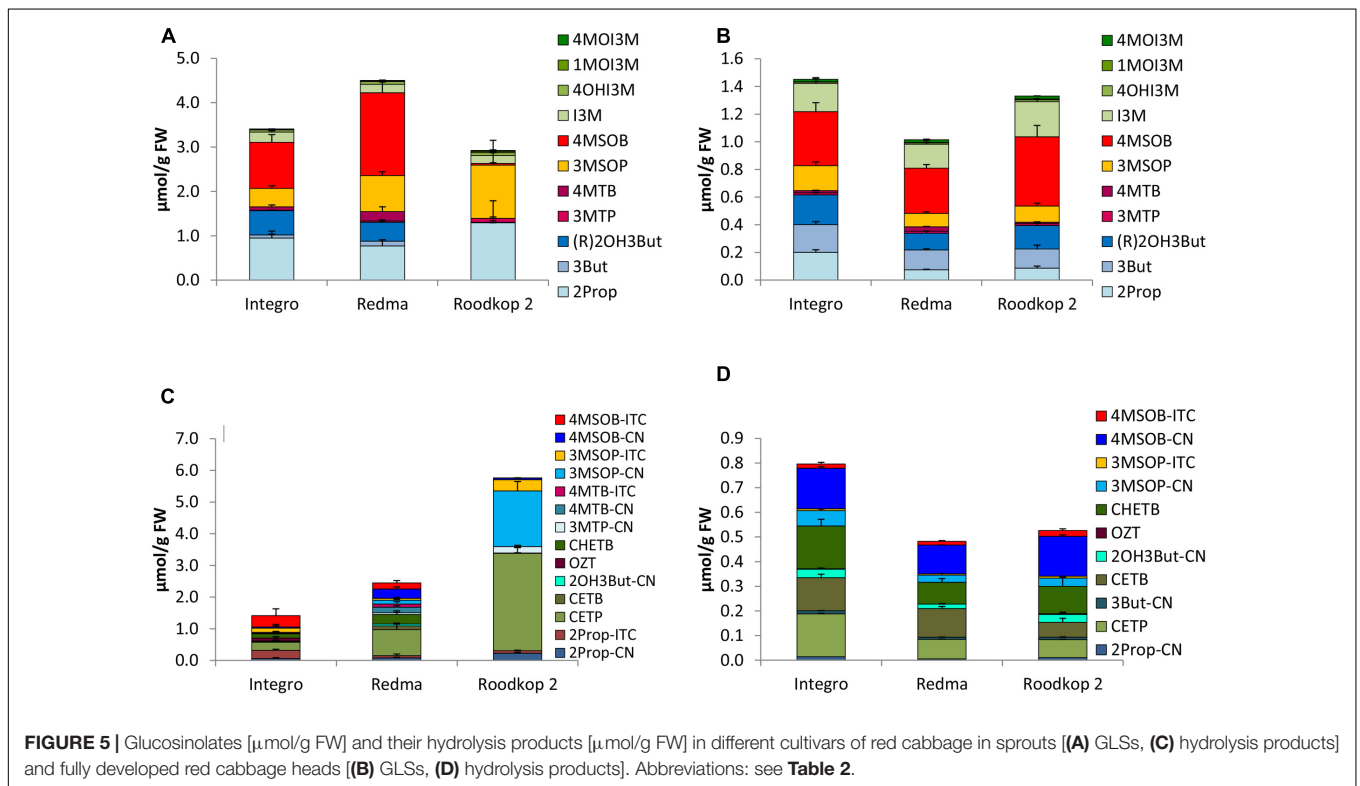 A
5.0
4.0
3.0
2.0
1.0
0.0
µmol/g FW
Integro
Redma
Roodkop 2
4MOI3M
1MOI3M
4OHI3M
I3M
4MSOB
3MSOP
4MTB
3MTP
(R)2OH3But
3But
2Prop
B
1.6
1.4
1.2
1.0
0.8
0.6
0.4
0.2
0.0
µmol/g FW
Integro
Redma
Roodkop 2
4MOI3M
1MOI3M
4OHI3M
I3M
4MSOB
3MSOP
4MTB
3MTP
(R)2OH3But
3But
2Prop
C
7.0
6.0
5.0
4.0
3.0
2.0
1.0
0.0
µmol/g FW
Integro
Redma
Roodkop 2
4MSOB-ITC
4MSOB-CN
3MSOP-ITC
3MSOP-CN
4MTB-ITC
4MTB-CN
3MTP-CN
CHETB
OZT
2OH3But-CN
CETB
CETP
2Prop-ITC
2Prop-CN
D
0.9
0.8
0.7
0.6
0.5
0.4
0.3
0.2
0.1
0.0
µmol/g FW
Integro
Redma
Roodkop 2
4MSOB-ITC
4MSOB-CN
3MSOP-ITC
3MSOP-CN
CHETB
OZT
2OH3But-CN
CETB
3But-CN
CETP
2Prop-CN
FIGURE 5 | Glucosinolates [µmol/g FW] and their hydrolysis products [µmol/g FW] in different cultivars of red cabbage in sprouts [(A) GLSs, (C) hydrolysis products]
and fully developed red cabbage heads [(B) GLSs, (D) hydrolysis products]. Abbreviations: see Table 2.